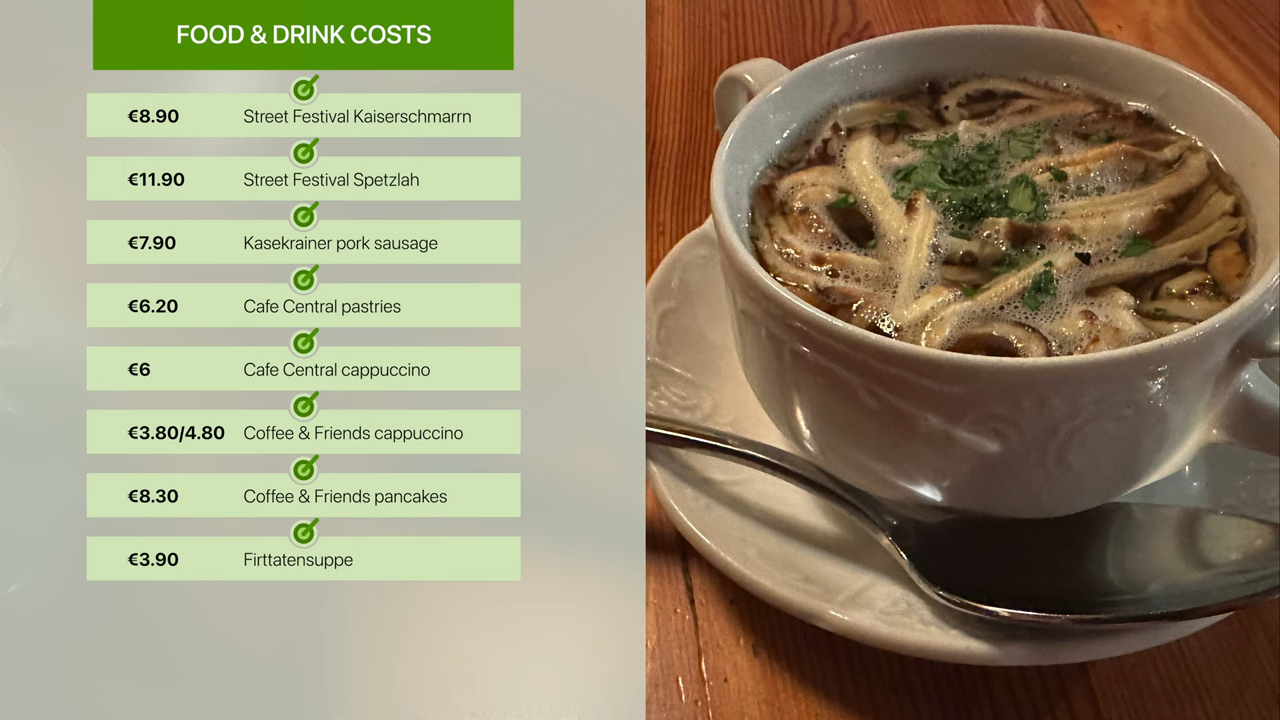 FOOD & DRINK COSTS
€8.90 Street Festival Kaiserschmarrn
€11.90 Street Festival Spetzlah
€7.90 Kasekrainer pork sausage
€6.20 Cafe Central pastries
€6 Cafe Central cappuccino
€3.80/4.80 Coffee & Friends cappuccino
€8.30 Coffee & Friends pancakes
€3.90 Firttatensuppe